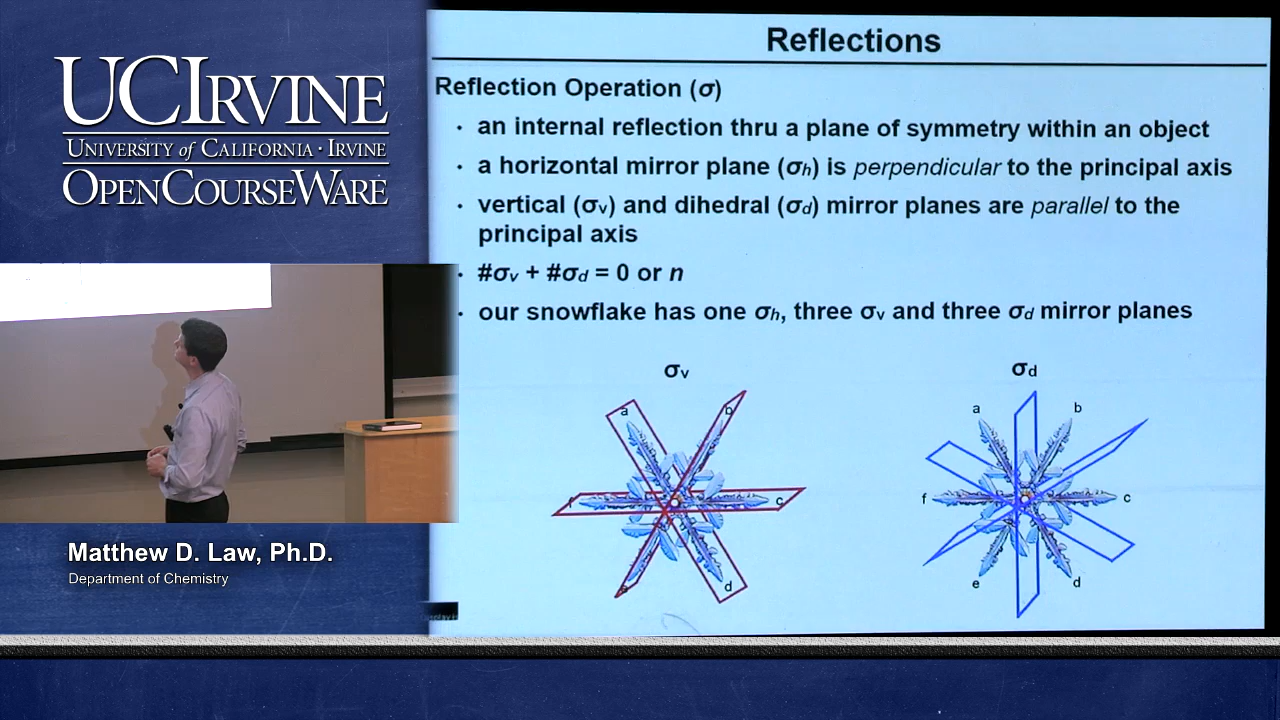 UCIRVINE
UNIVERSITY of CALIFORNIA · IRVINE
OPENCOURSEWARE
Matthew D. Law, Ph.D.
Department of Chemistry
Reflections
Reflection Operation (σ)
• an internal reflection thru a plane of symmetry within an object
• a horizontal mirror plane (σh) is perpendicular to the principal axis
• vertical (σv) and dihedral (σd) mirror planes are parallel to the
principal axis
• #σv + #σd = 0 or n
• our snowflake has one σh, three σv and three σd mirror planes
σv
a
b
f
c
e
d
σd
a
b
f
c
e
d